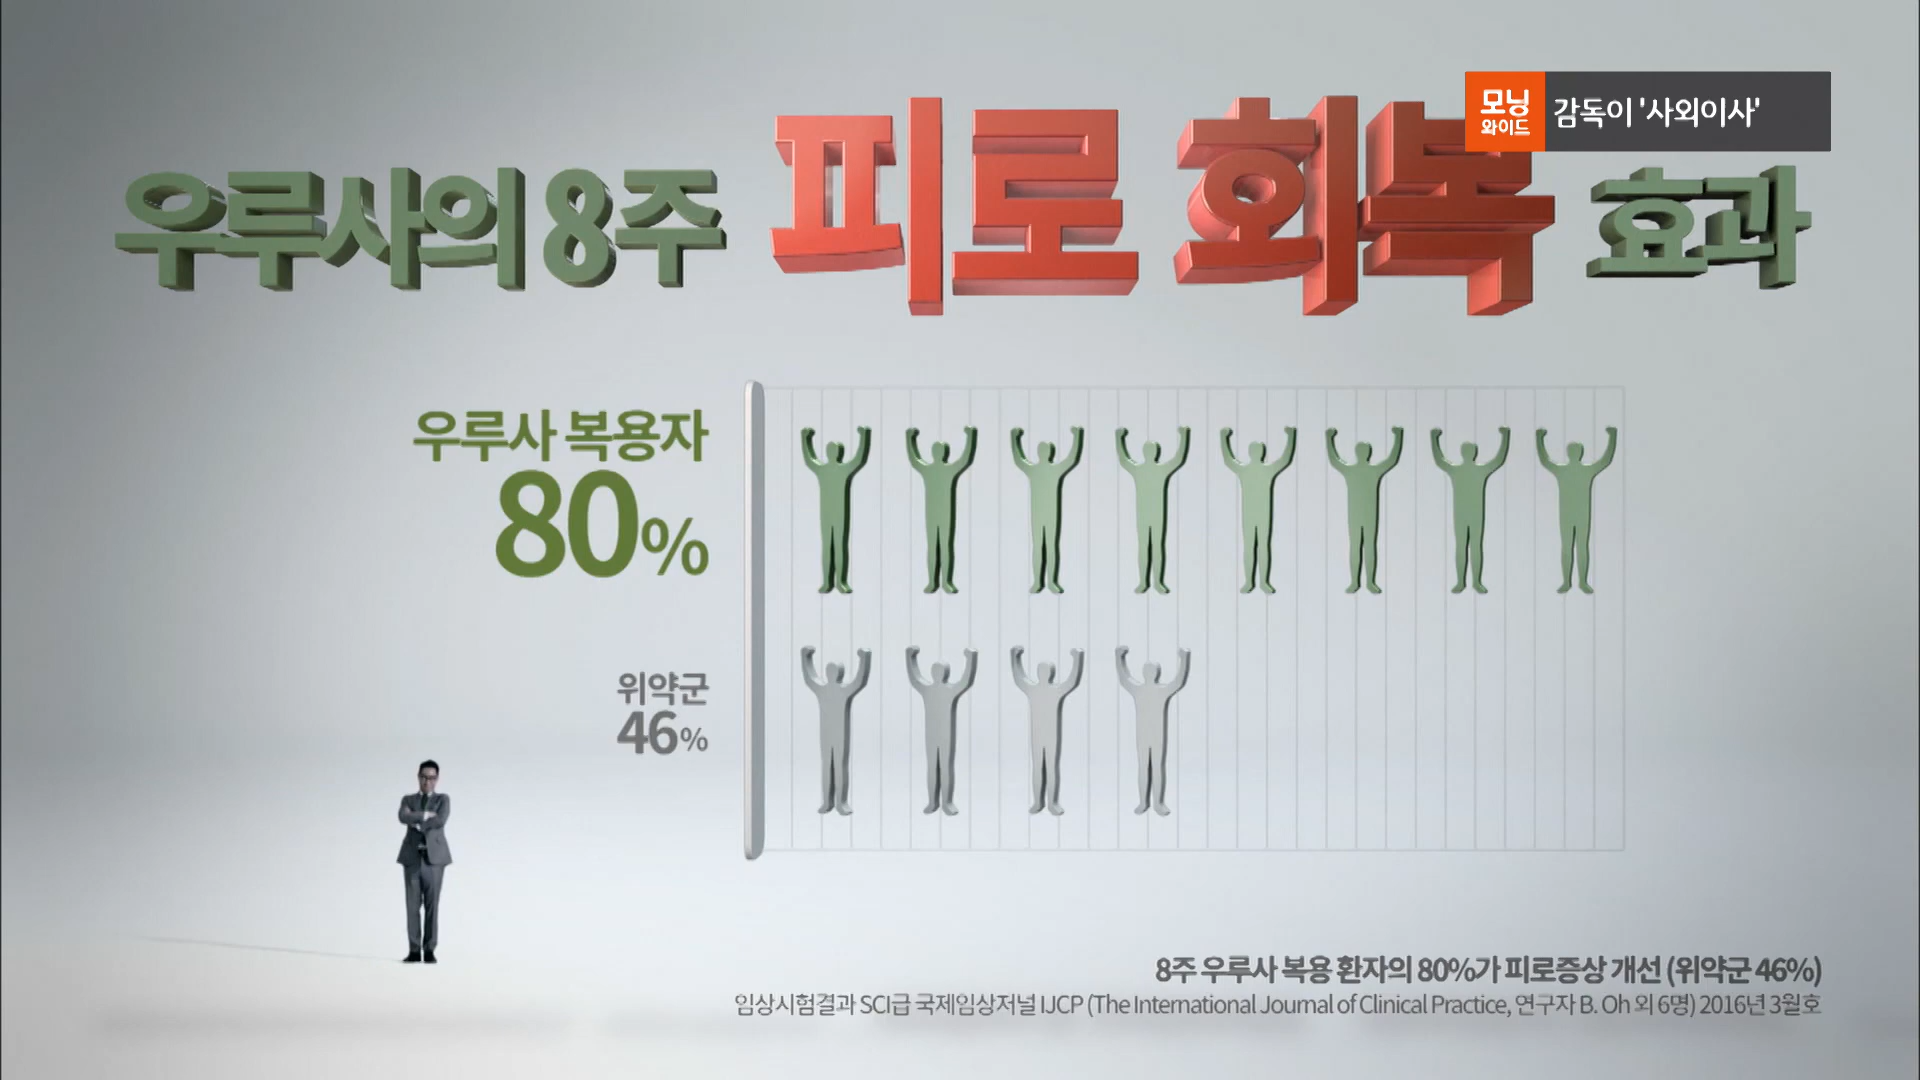 모닝
와이드
감독이 '사외이사'
우루사의 8주 피로 회복 효과
우루사 복용자
80%
위약군
46%
8주 우루사 복용 환자의 80%가 피로증상 개선 (위약군 46%)
임상시험결과 SCI급 국제임상저널 IJCP (The International Journal of Clinical Practice, 연구자 B. Oh 외 6명) 2016년 3월호